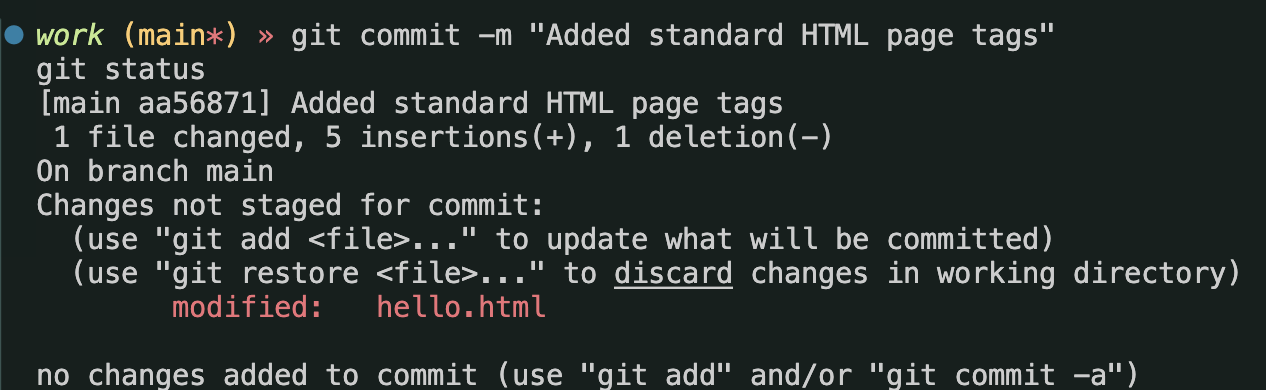 work (main*) » git commit -m "Added standard HTML page tags"
git status
[main aa56871] Added standard HTML page tags
 1 file changed, 5 insertions(+), 1 deletion(-)
On branch main
Changes not staged for commit:
  (use "git add <file>..." to update what will be committed)
  (use "git restore <file>..." to discard changes in working directory)
        modified:   hello.html

no changes added to commit (use "git add" and/or "git commit -a")